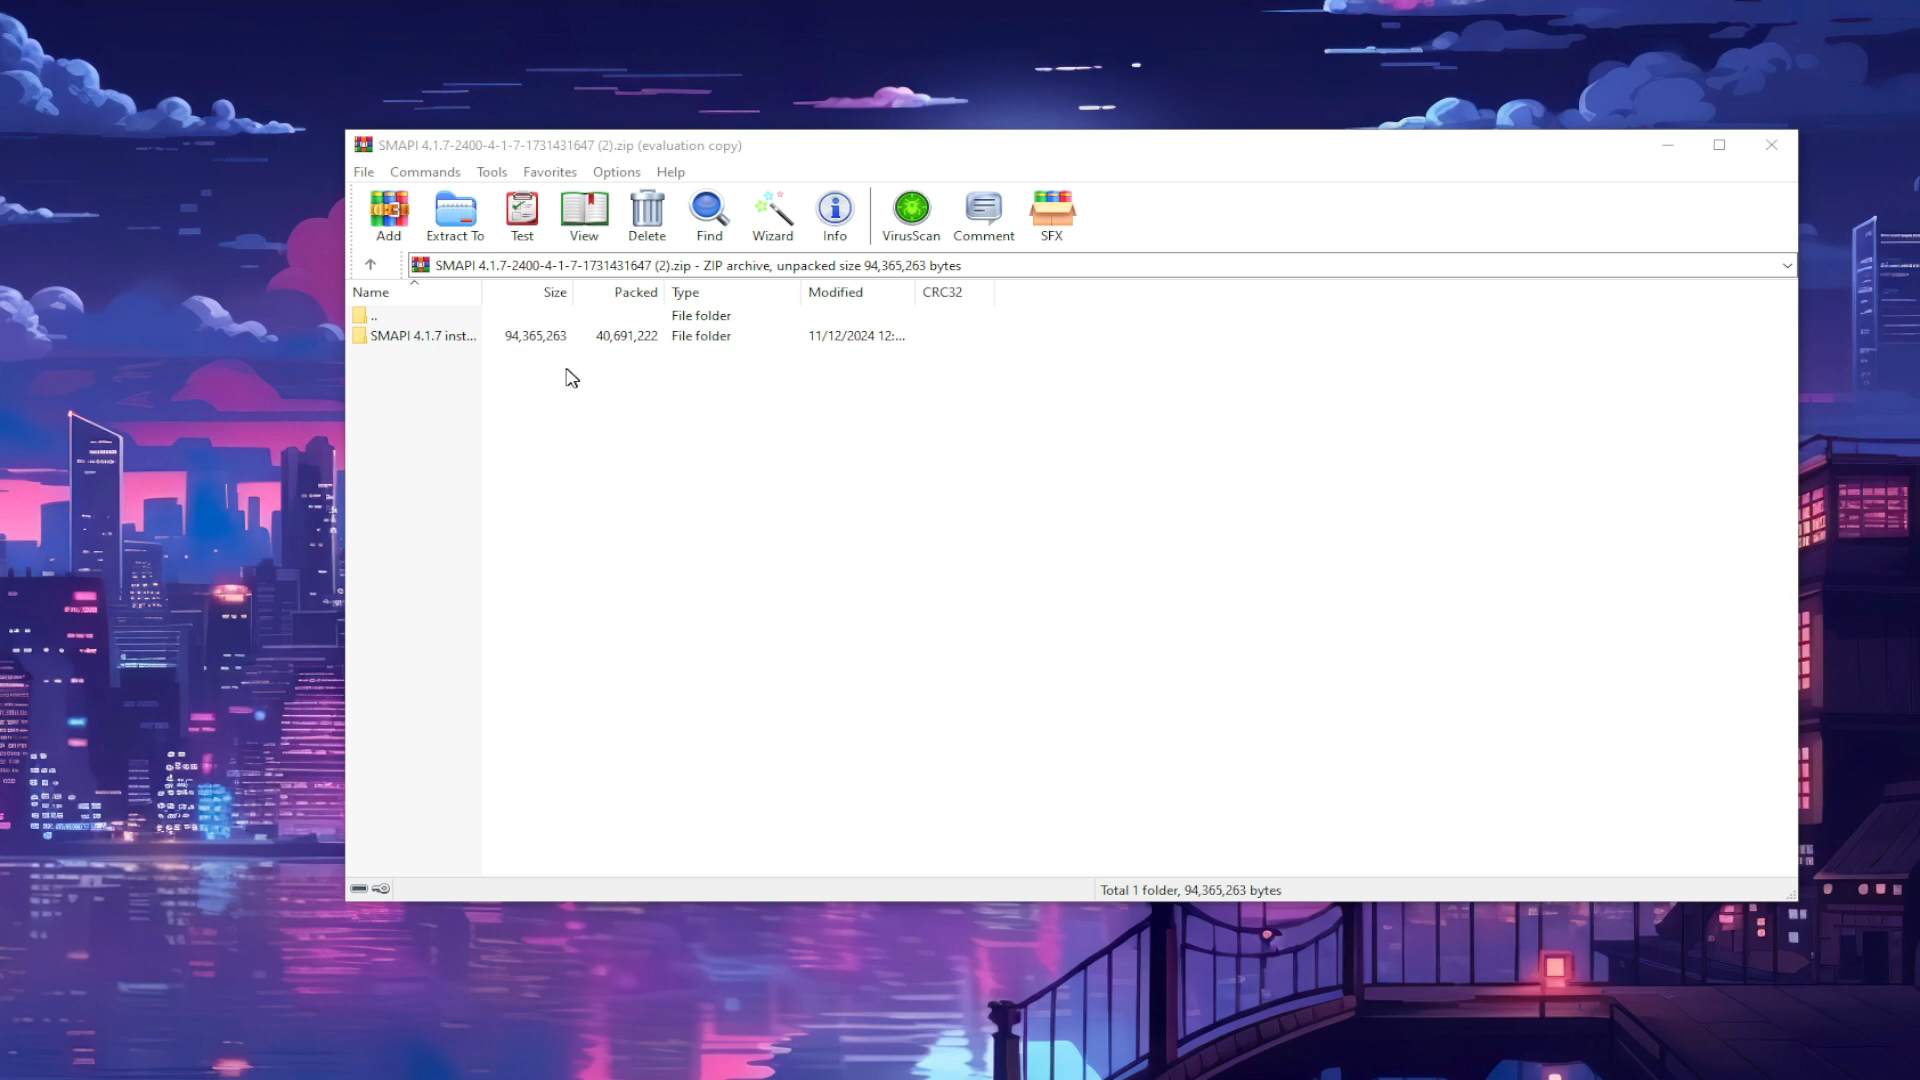 SMAPI 4.1.7-2400-4-1-7-1731431647 (2).zip (evaluation copy)
File Commands Tools Favorites Options Help
Add Extract To Test View Delete Find Wizard Info VirusScan Comment SFX
SMAPI 4.1.7-2400-4-1-7-1731431647 (2).zip - ZIP archive, unpacked size 94,365,263 bytes
Name Size Packed Type Modified CRC32
.. File folder
SMAPI 4.1.7 inst... 94,365,263 40,691,222 File folder 11/12/2024 12:...
Total 1 folder, 94,365,263 bytes